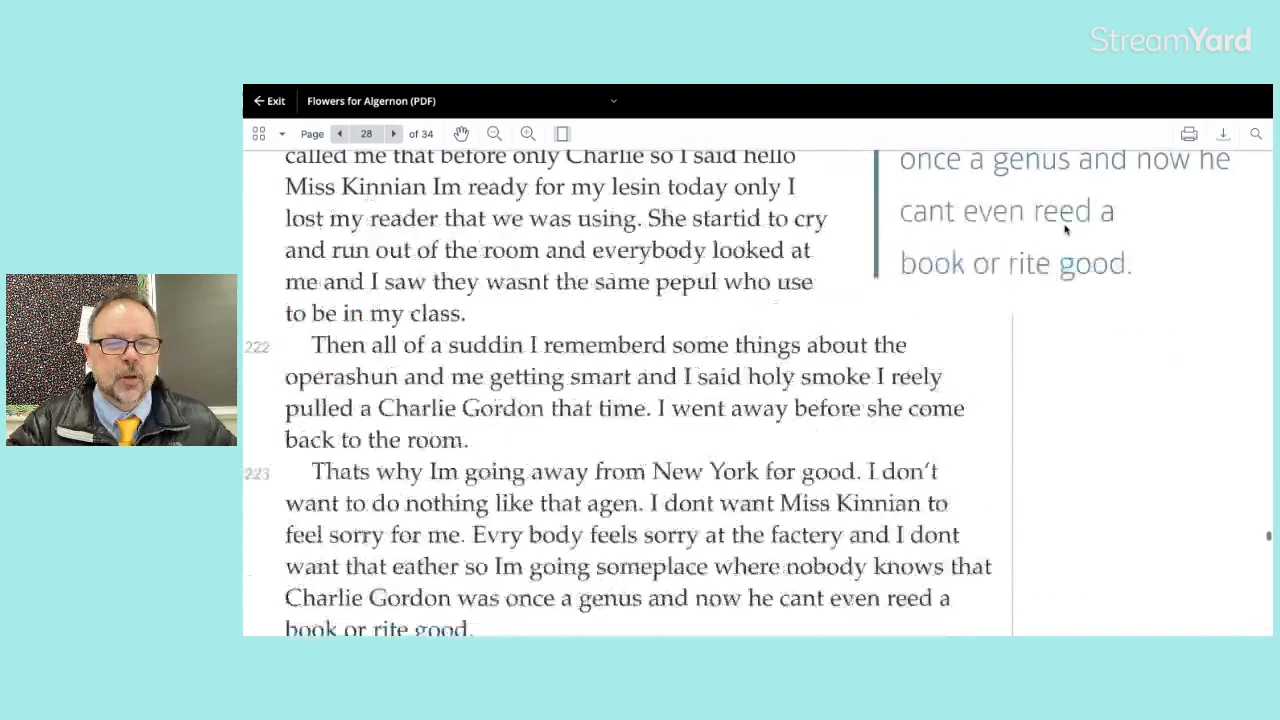 StreamYard
Exit
Flowers for Algernon (PDF)
Page 28 of 34
called me that before only Charlie so I said hello
Miss Kinnian Im ready for my lesin today only I
lost my reader that we was using. She startid to cry
and run out of the room and everybody looked at
me and I saw they wasnt the same pepul who use
to be in my class.
222 Then all of a suddin I rememberd some things about the
operashun and me getting smart and I said holy smoke I reely
pulled a Charlie Gordon that time. I went away before she come
back to the room.
223 Thats why Im going away from New York for good. I don't
want to do nothing like that agen. I dont want Miss Kinnian to
feel sorry for me. Evry body feels sorry at the factery and I dont
want that eather so Im going someplace where nobody knows that
Charlie Gordon was once a genus and now he cant even reed a
book or rite good.
once a genus and now he
cant even reed a
book or rite good.